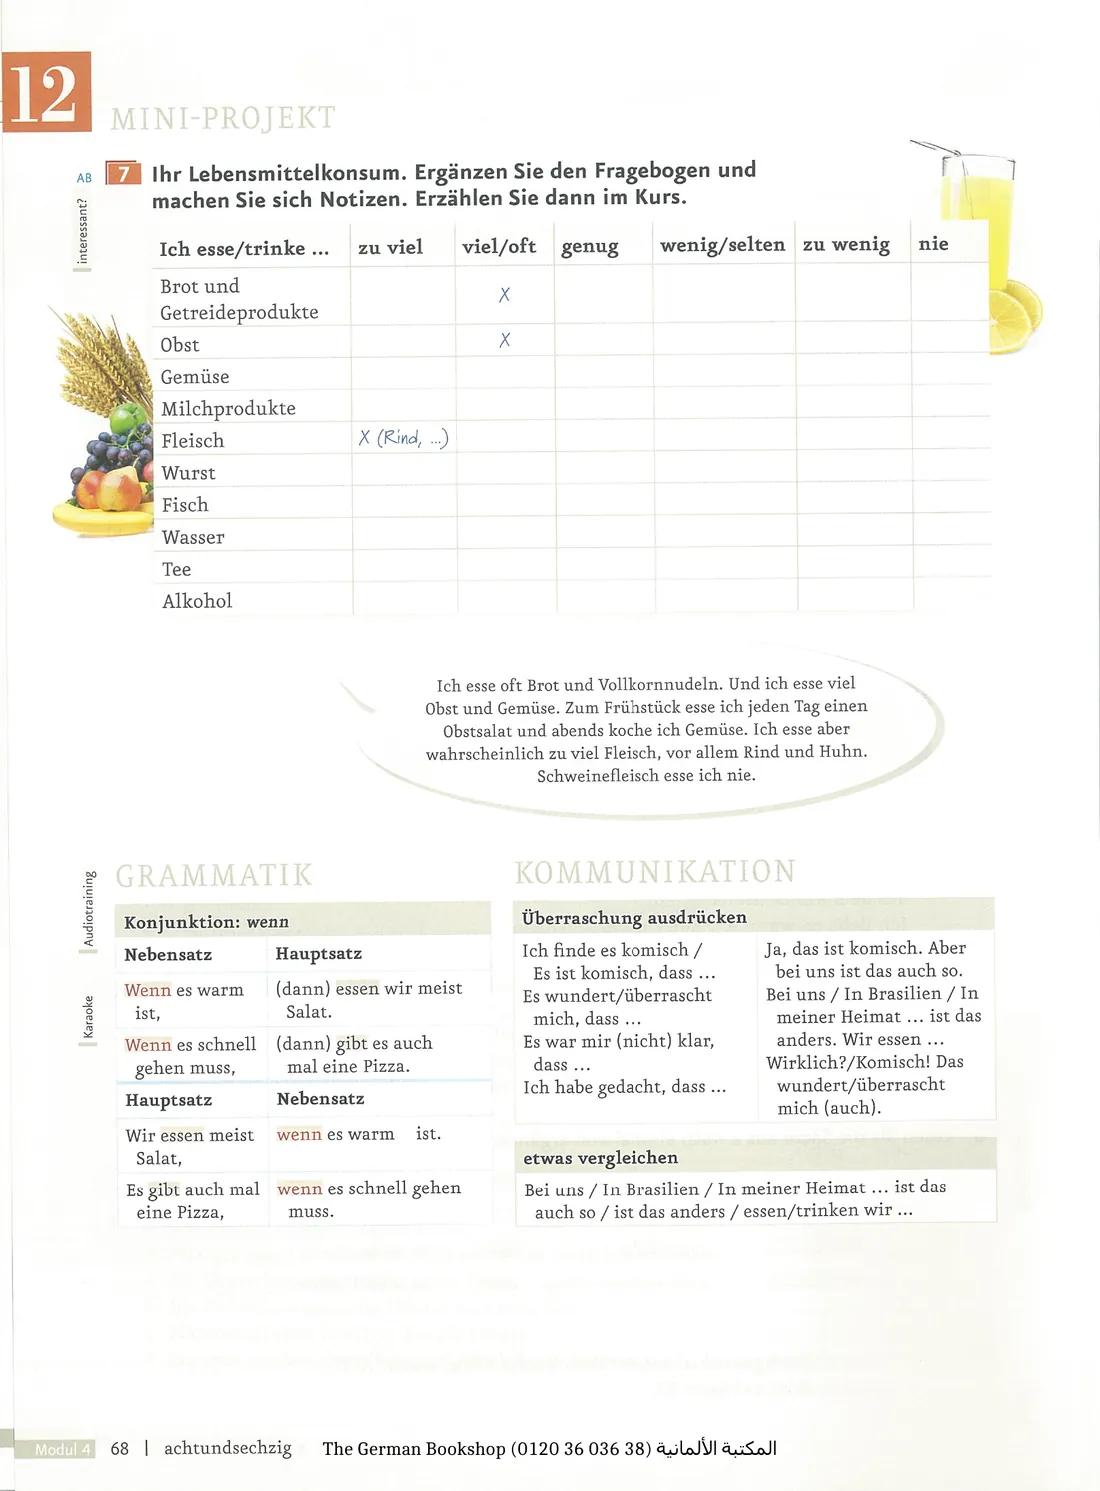 12
MINI-PROJEKT
AB
interessant?
7 Ihr Lebensmittelkonsum. Ergänzen Sie den Fragebogen und
machen Sie sich Notizen. Erzählen Sie dann im Kurs.
Ich esse/trinke ... zu viel viel/oft genug wenig/selten zu wenig nie
Brot und
Getreideprodukte X
Obst X
Gemüse
Milchprodukte
Fleisch X (Rind, ...)
Wurst
Fisch
Wasser
Tee
Alkohol
Ich esse oft Brot und Vollkornnudeln. Und ich esse viel
Obst und Gemüse. Zum Frühstück esse ich jeden Tag einen
Obstsalat und abends koche ich Gemüse. Ich esse aber
wahrscheinlich zu viel Fleisch, vor allem Rind und Huhn.
Schweinefleisch esse ich nie.
Audiotraining
Karaoke
GRAMMATIK
Konjunktion: wenn
Nebensatz Hauptsatz
Wenn es warm (dann) essen wir meist
ist, Salat.
Wenn es schnell (dann) gibt es auch
gehen muss, mal eine Pizza.
Hauptsatz Nebensatz
Wir essen meist wenn es warm ist.
Salat,
Es gibt auch mal wenn es schnell gehen
eine Pizza, muss.
KOMMUNIKATION
Überraschung ausdrücken
Ich finde es komisch /
Es ist komisch, dass ...
Es wundert/überrascht
mich, dass ...
Es war mir (nicht) klar,
dass ...
Ich habe gedacht, dass ...
Ja, das ist komisch. Aber
bei uns ist das auch so.
Bei uns / In Brasilien / In
meiner Heimat ... ist das
anders. Wir essen ...
Wirklich?/Komisch! Das
wundert/überrascht
mich (auch).
etwas vergleichen
Bei uns / In Brasilien / In meiner Heimat ... ist das
auch so / ist das anders / essen/trinken wir ...
Modul 4 68 | achtundsechzig The German Bookshop (0120 36 036 38) المكتبة الألمانية